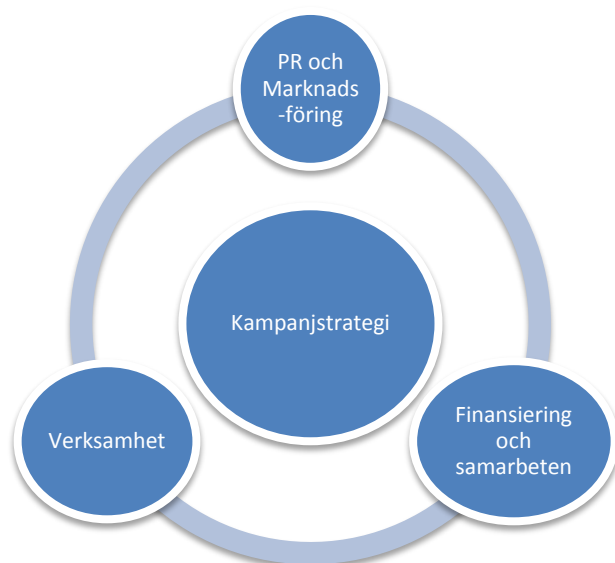 PR och
Marknads
-föring
Kampanjstrategi
Verksamhet
Finansiering
och
samarbeten